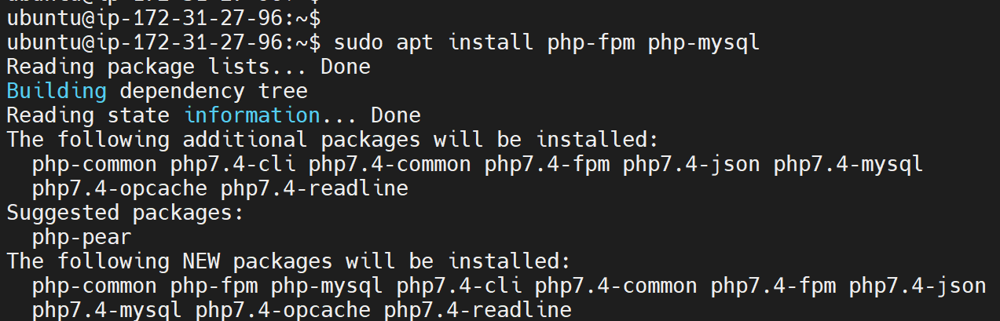 ubuntu@ip-172-31-27-96:~$
ubuntu@ip-172-31-27-96:~$ sudo apt install php-fpm php-mysql
Reading package lists... Done
Building dependency tree
Reading state information... Done
The following additional packages will be installed:
  php-common php7.4-cli php7.4-common php7.4-fpm php7.4-json php7.4-mysql
  php7.4-opcache php7.4-readline
Suggested packages:
  php-pear
The following NEW packages will be installed:
  php-common php-fpm php-mysql php7.4-cli php7.4-common php7.4-fpm php7.4-json
  php7.4-mysql php7.4-opcache php7.4-readline